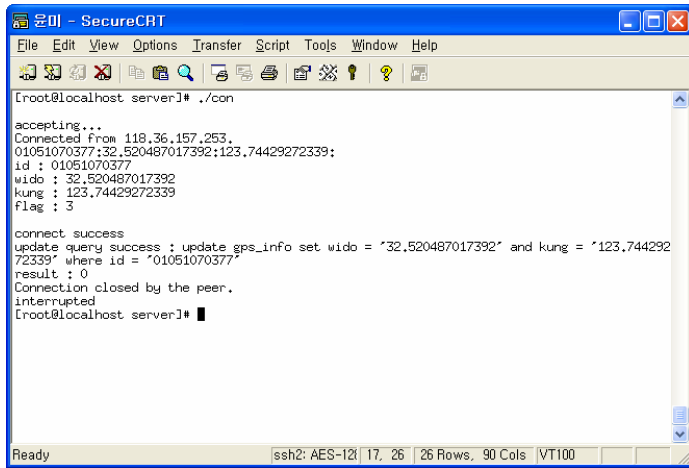 윤미 - SecureCRT
File Edit View Options Transfer Script Tools Window Help
[root@localhost server]# ./con
accepting...
Connected from 118.36.157.253.
01051070377:32.520487017392:123.74429272339:
id : 01051070377
wido : 32.520487017392
kung : 123.74429272339
flag : 3
connect success
update query success : update gps_info set wido = "32.520487017392" and kung = "123.744292
72339" where id = "01051070377"
result : 0
Connection closed by the peer.
interrupted
[root@localhost server]#
Ready ssh2: AES-128 17, 26 26 Rows, 90 Cols VT100